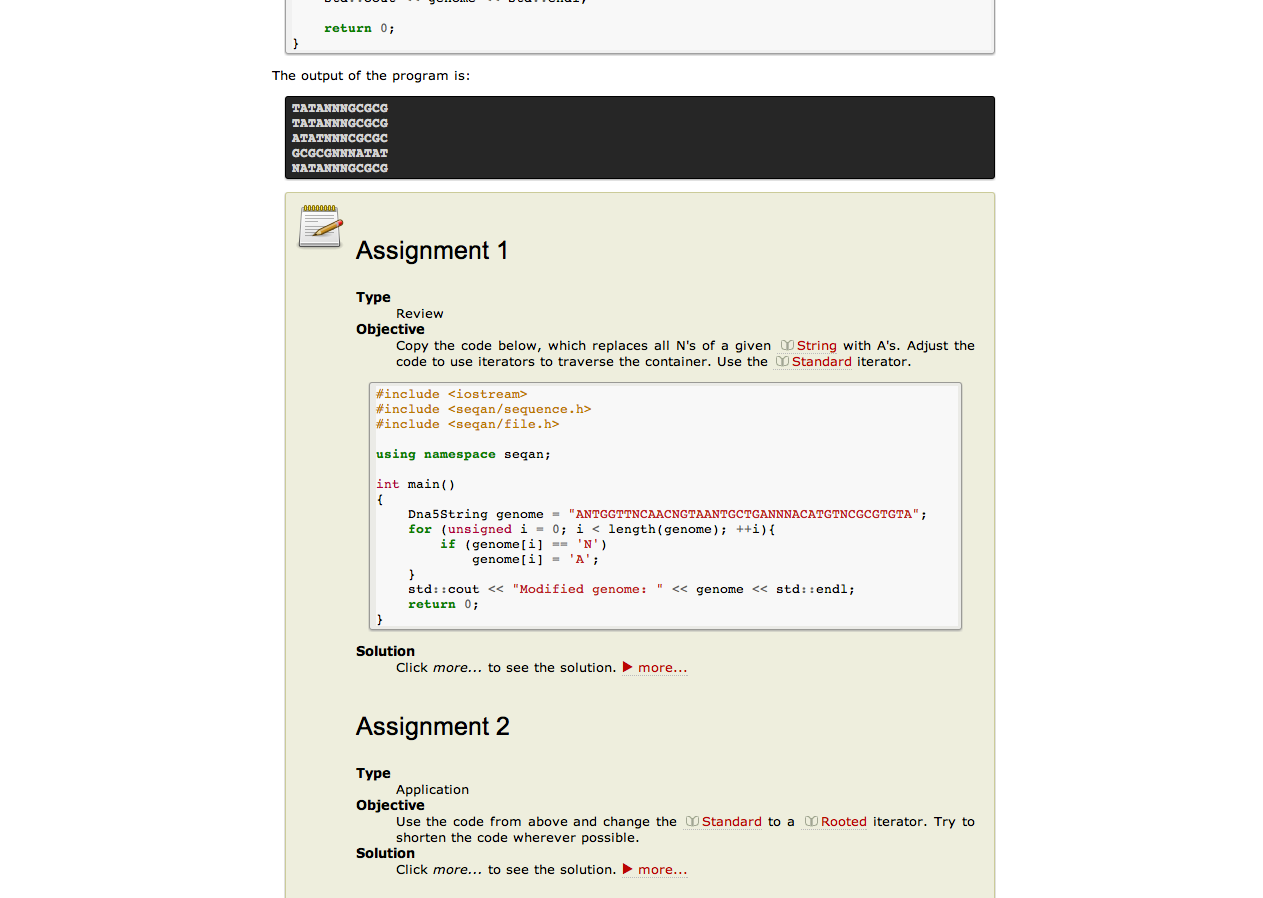 return 0;
}
The output of the program is:
TATANNNGCGCG
TATANNNGCGCG
ATATNNNCGCGC
GCGCGNNNATAT
NATANNNGCGCG
Assignment 1
Type
Review
Objective
Copy the code below, which replaces all N's of a given String with A's. Adjust the
code to use iterators to traverse the container. Use the Standard iterator.
#include <iostream>
#include <seqan/sequence.h>
#include <seqan/file.h>
using namespace seqan;
int main()
{
Dna5String genome = "ANTGGTTNCAACNGTAANTGCTGANNNACATGTNCGCGTGTA";
for (unsigned i = 0; i < length(genome); ++i){
if (genome[i] == 'N')
genome[i] = 'A';
}
std::cout << "Modified genome: " << genome << std::endl;
return 0;
}
Solution
Click more... to see the solution. more...
Assignment 2
Type
Application
Objective
Use the code from above and change the Standard to a Rooted iterator. Try to
shorten the code wherever possible.
Solution
Click more... to see the solution. more...